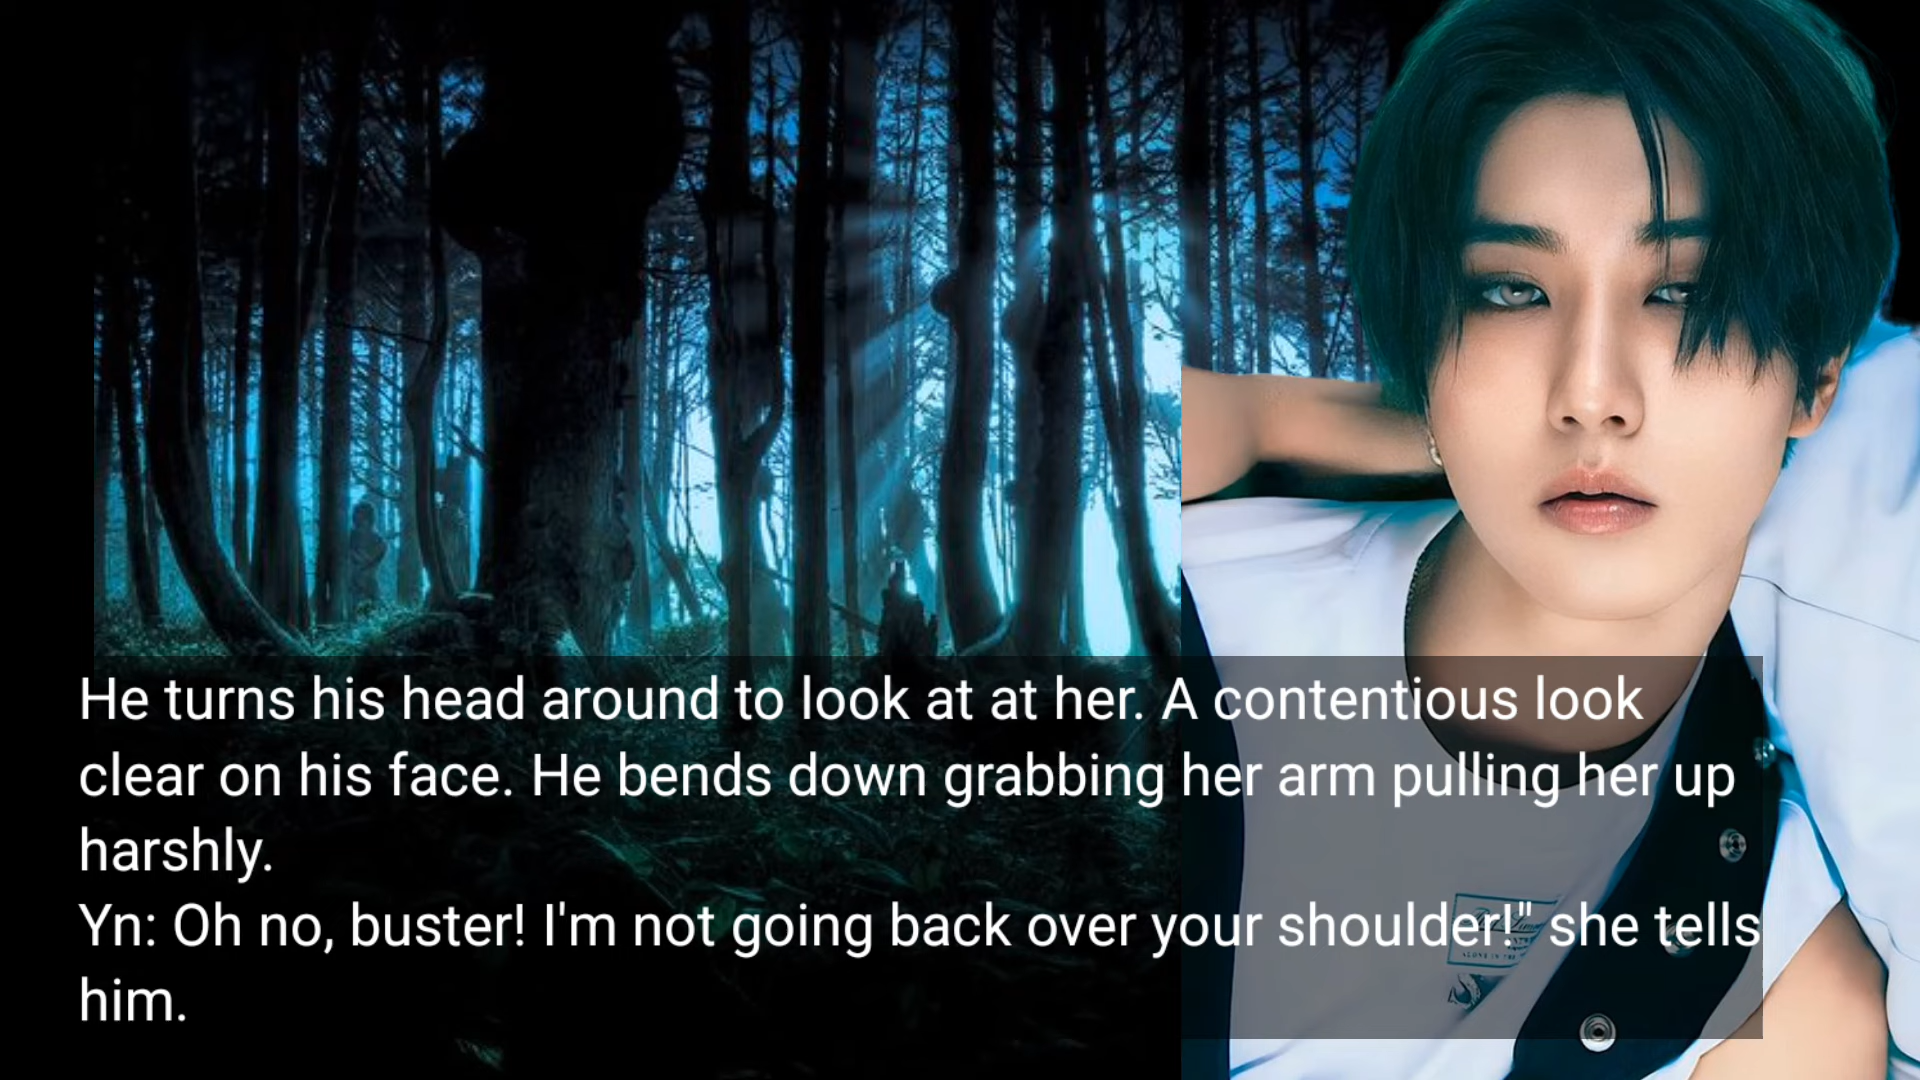 He turns his head around to look at at her. A contentious look
clear on his face. He bends down grabbing her arm pulling her up
harshly.
Yn: Oh no, buster! I'm not going back over your shoulder!" she tells
him.